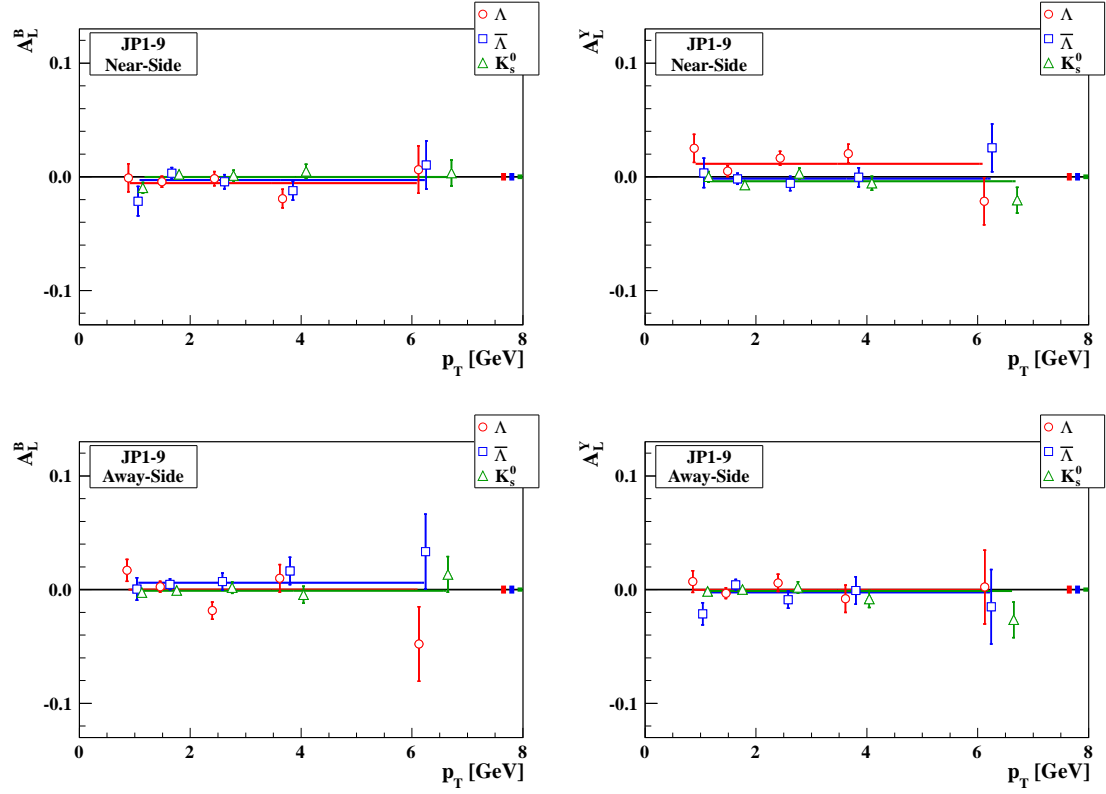 A_L^B
JP1-9
Near-Side
Λ
Λ̅
K_s^0
0.1
0.0
-0.1
0 2 4 6 8
p_T [GeV]
A_L^Y
JP1-9
Near-Side
Λ
Λ̅
K_s^0
0.1
0.0
-0.1
0 2 4 6 8
p_T [GeV]
A_L^B
JP1-9
Away-Side
Λ
Λ̅
K_s^0
0.1
0.0
-0.1
0 2 4 6 8
p_T [GeV]
A_L^Y
JP1-9
Away-Side
Λ
Λ̅
K_s^0
0.1
0.0
-0.1
0 2 4 6 8
p_T [GeV]